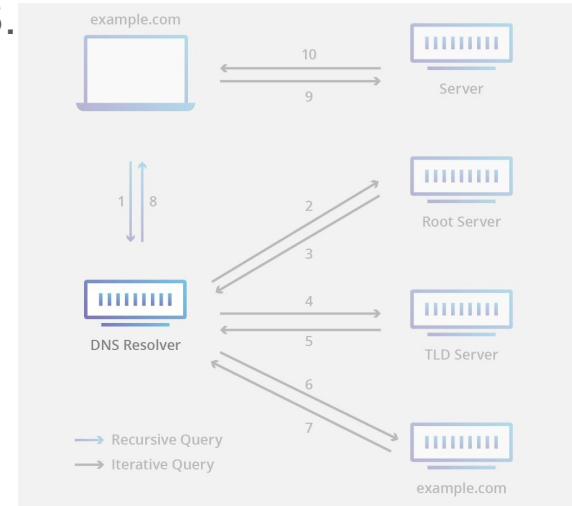 example.com
10
9
Server
1
8
2
3
Root Server
DNS Resolver
4
5
TLD Server
6
7
Recursive Query
Iterative Query
example.com